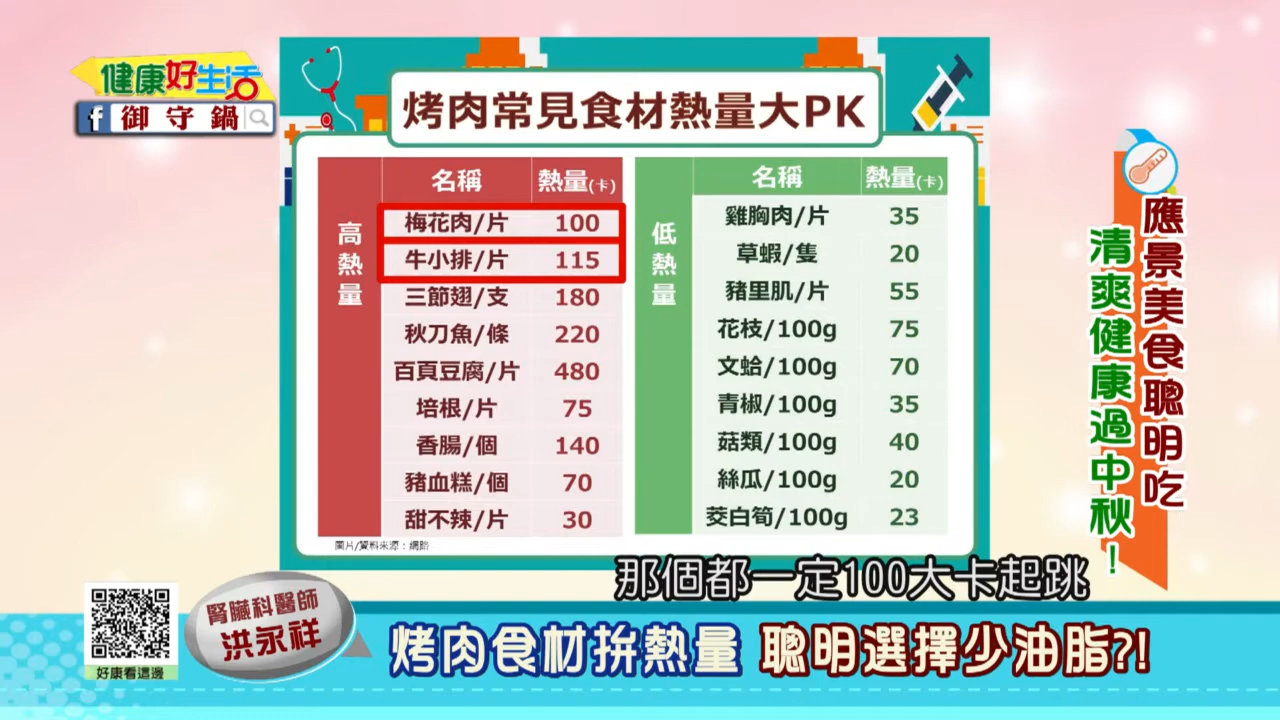 健康好生活
f 御守鍋
烤肉常見食材熱量大PK
高熱量
名稱 熱量(卡)
梅花肉/片 100
牛小排/片 115
三節翅/支 180
秋刀魚/條 220
百頁豆腐/片 480
培根/片 75
香腸/個 140
豬血糕/個 70
甜不辣/片 30
低熱量
名稱 熱量(卡)
雞胸肉/片 35
草蝦/隻 20
豬里肌/片 55
花枝/100g 75
文蛤/100g 70
青椒/100g 35
菇類/100g 40
絲瓜/100g 20
茭白筍/100g 23
圖片/資料來源：網路
應景美食聰明吃
清爽健康過中秋！
那個都一定100大卡起跳
好康看這邊
腎臟科醫師
洪永祥
烤肉食材拚熱量 聰明選擇少油脂?!